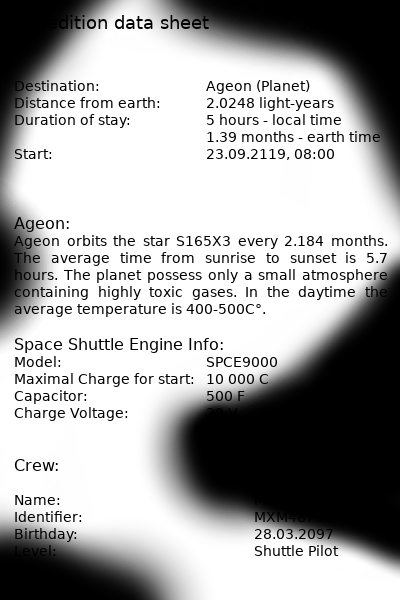 edition data sheet
Destination: Ageon (Planet)
Distance from earth: 2.0248 light-years
Duration of stay: 5 hours - local time
1.39 months - earth time
Start: 23.09.2119, 08:00
Ageon:
Ageon orbits the star S165X3 every 2.184 months.
The average time from sunrise to sunset is 5.7
hours. The planet possess only a small atmosphere
containing highly toxic gases. In the daytime the
average temperature is 400-500C°.
Space Shuttle Engine Info:
Model: SPCE9000
Maximal Charge for start: 10 000 C
Capacitor: 500 F
Charge Voltage:
Crew:
Name:
Identifier:
Birthday: 28.03.2097
Level: Shuttle Pilot